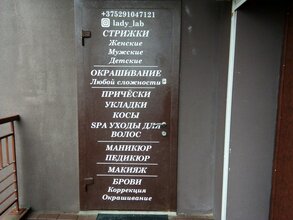 +375291047121
lady_lab
СТРИЖКИ
Женские
Мужские
Детские
ОКРАШИВАНИЕ
Любой сложности
ПРИЧЁСКИ
УКЛАДКИ
КОСЫ
SPA УХОДЫ ДЛЯ
ВОЛОС
МАНИКЮР
ПЕДИКЮР
МАКИЯЖ
БРОВИ
Коррекция
Окрашивание